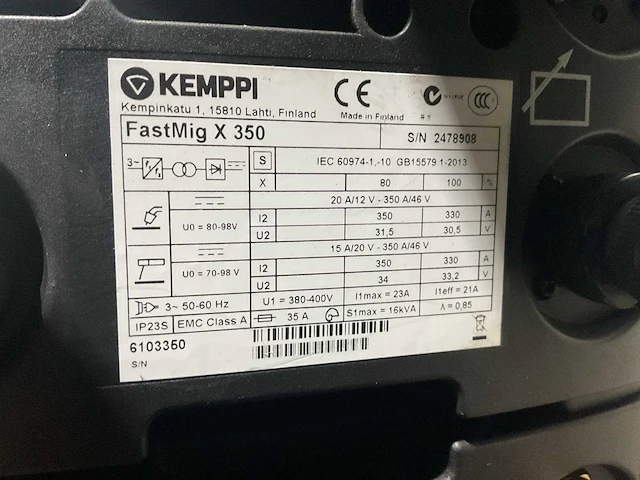 KEMPPI
Kempinkatu 1, 15810 Lahti, Finland
CE
Made in Finland
CCC
FastMig X 350
S/N 2478908
3~
S
IEC 60974-1,-10 GB15579.1-2013
X 80 100 %
20 A/12 V - 350 A/46 V
U0 = 80-98V
I2 350 330 A
U2 31,5 30,5 V
15 A/20 V - 350 A/46 V
U0 = 70-98 V
I2 350 330 A
U2 34 33,2 V
3~ 50-60 Hz
U1 = 380-400V
I1max = 23A
I1eff = 21A
IP23S
EMC Class A
35 A
S1max = 16kVA
λ = 0,85
6103350
S/N